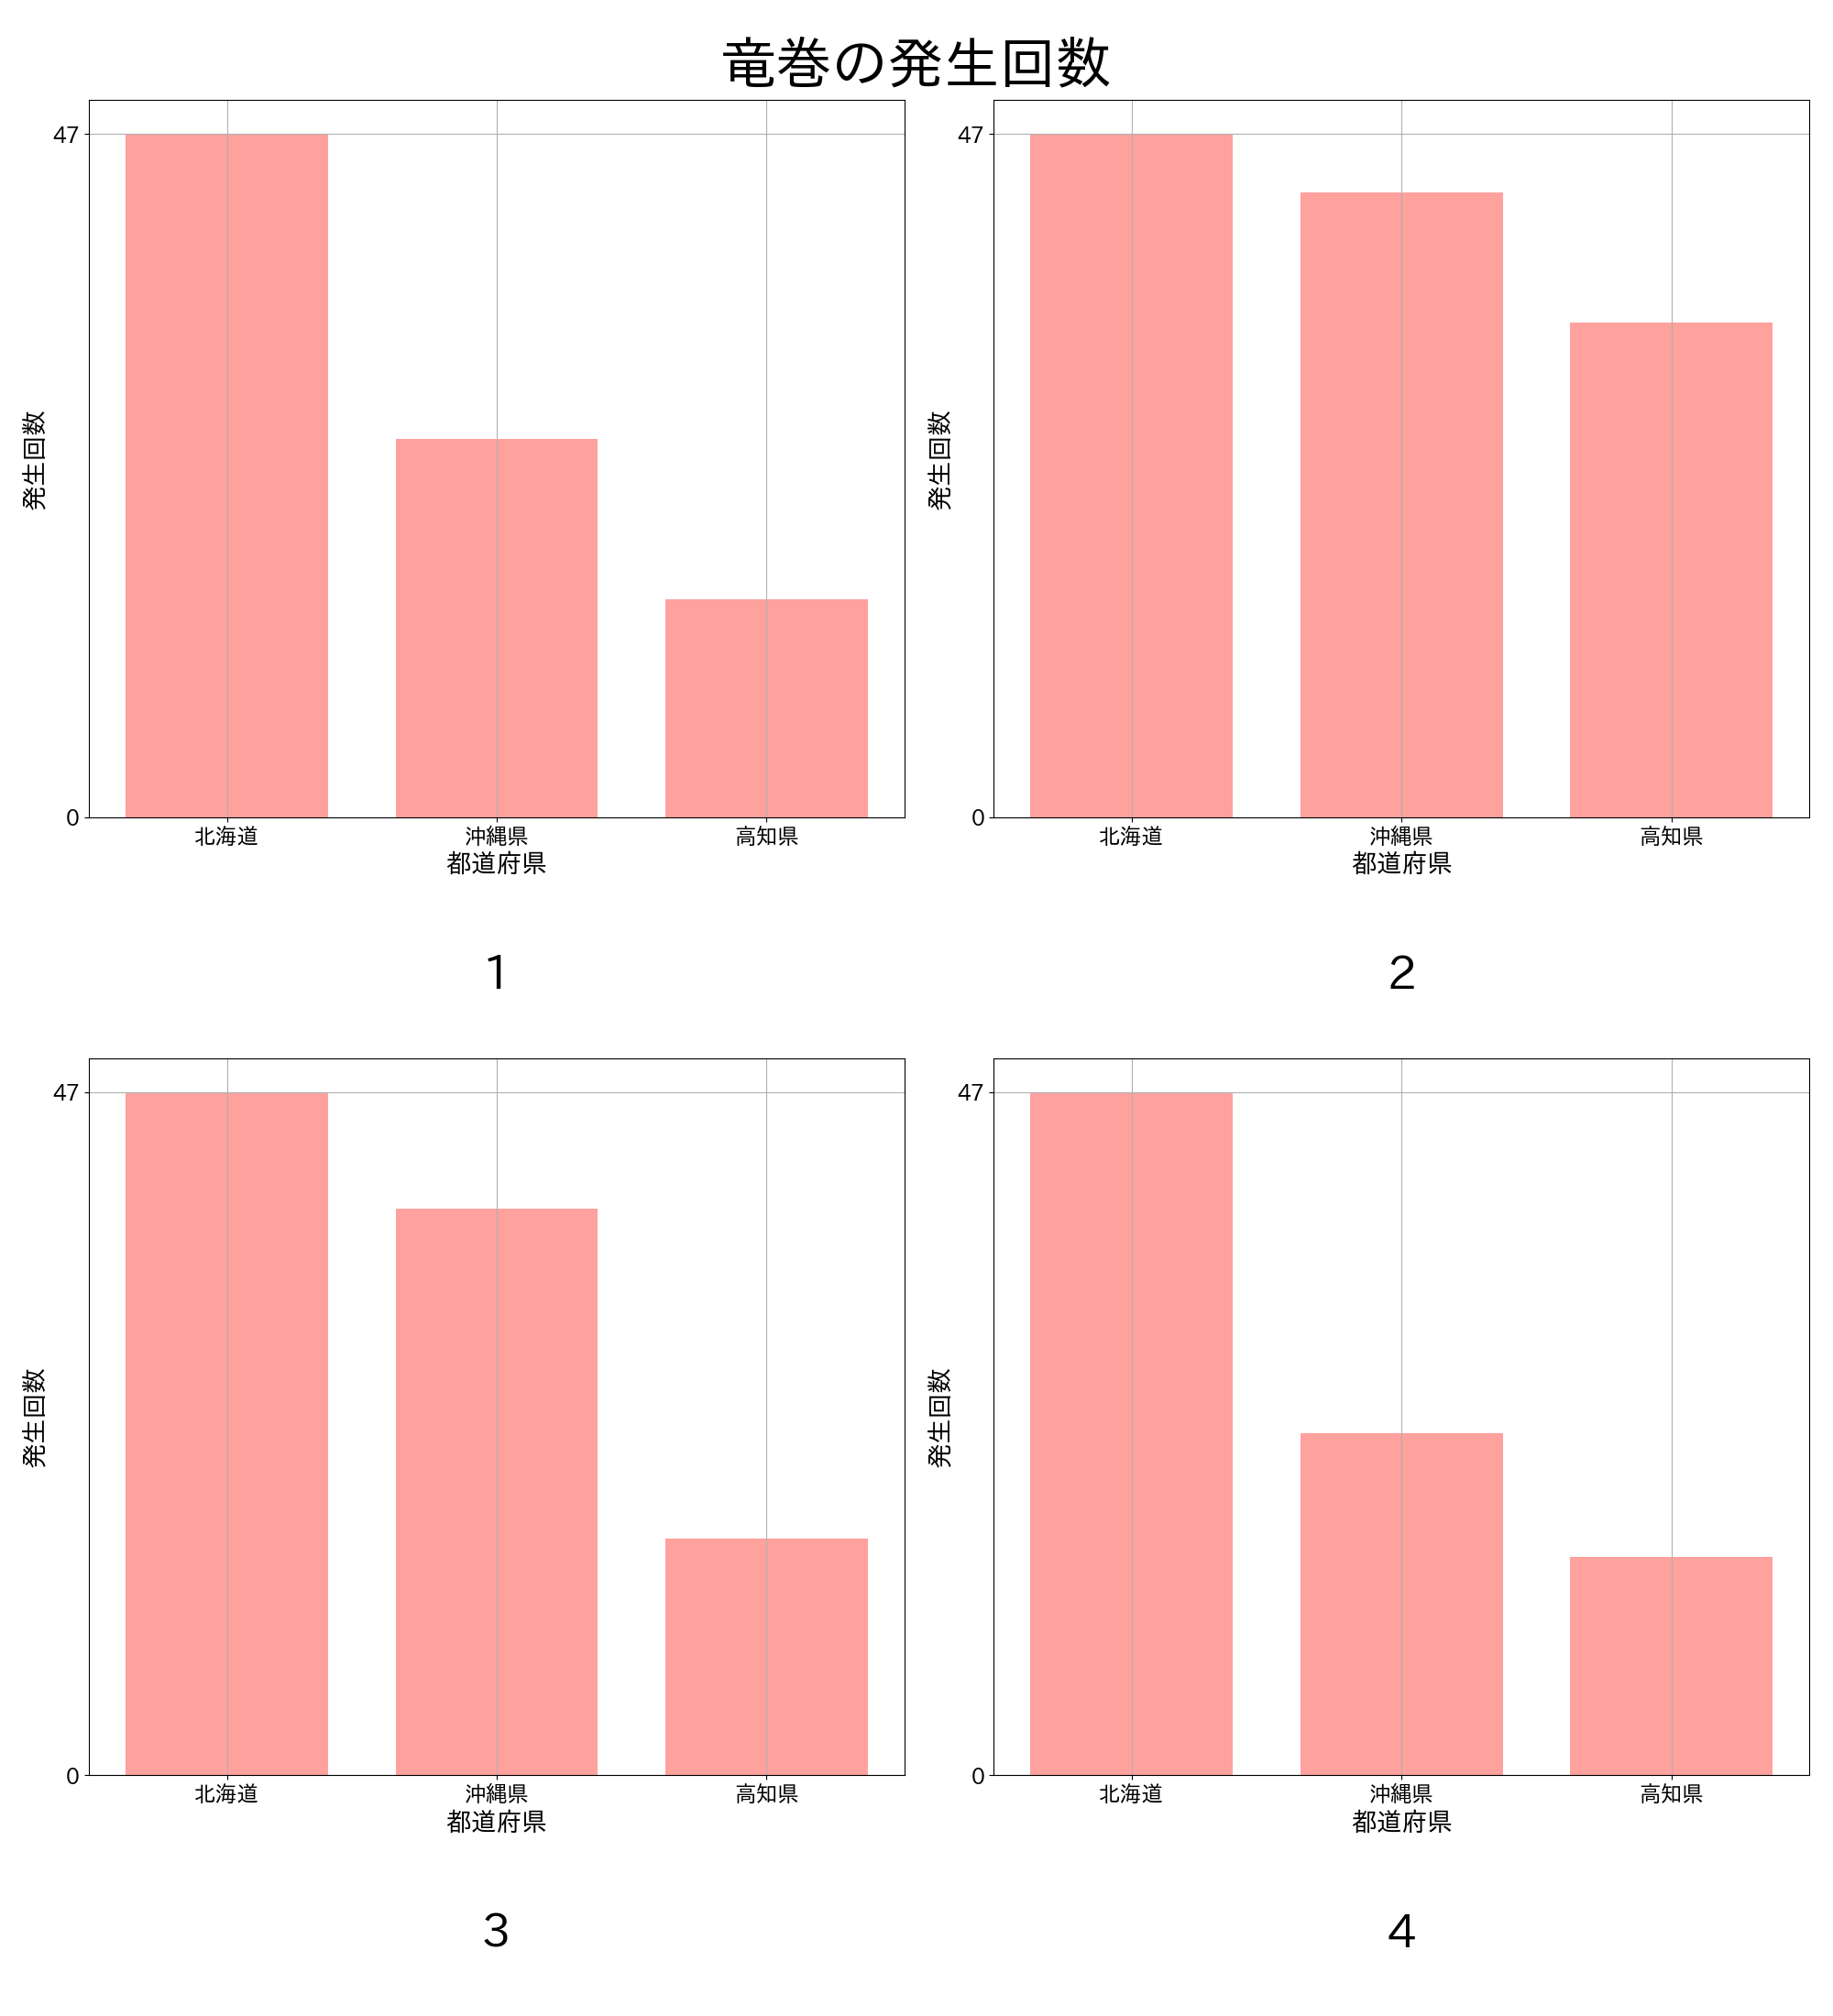 竜巻の発生回数
47
0
発生回数
北海道 沖縄県 高知県
都道府県
1
47
0
発生回数
北海道 沖縄県 高知県
都道府県
2
47
0
発生回数
北海道 沖縄県 高知県
都道府県
3
47
0
発生回数
北海道 沖縄県 高知県
都道府県
4